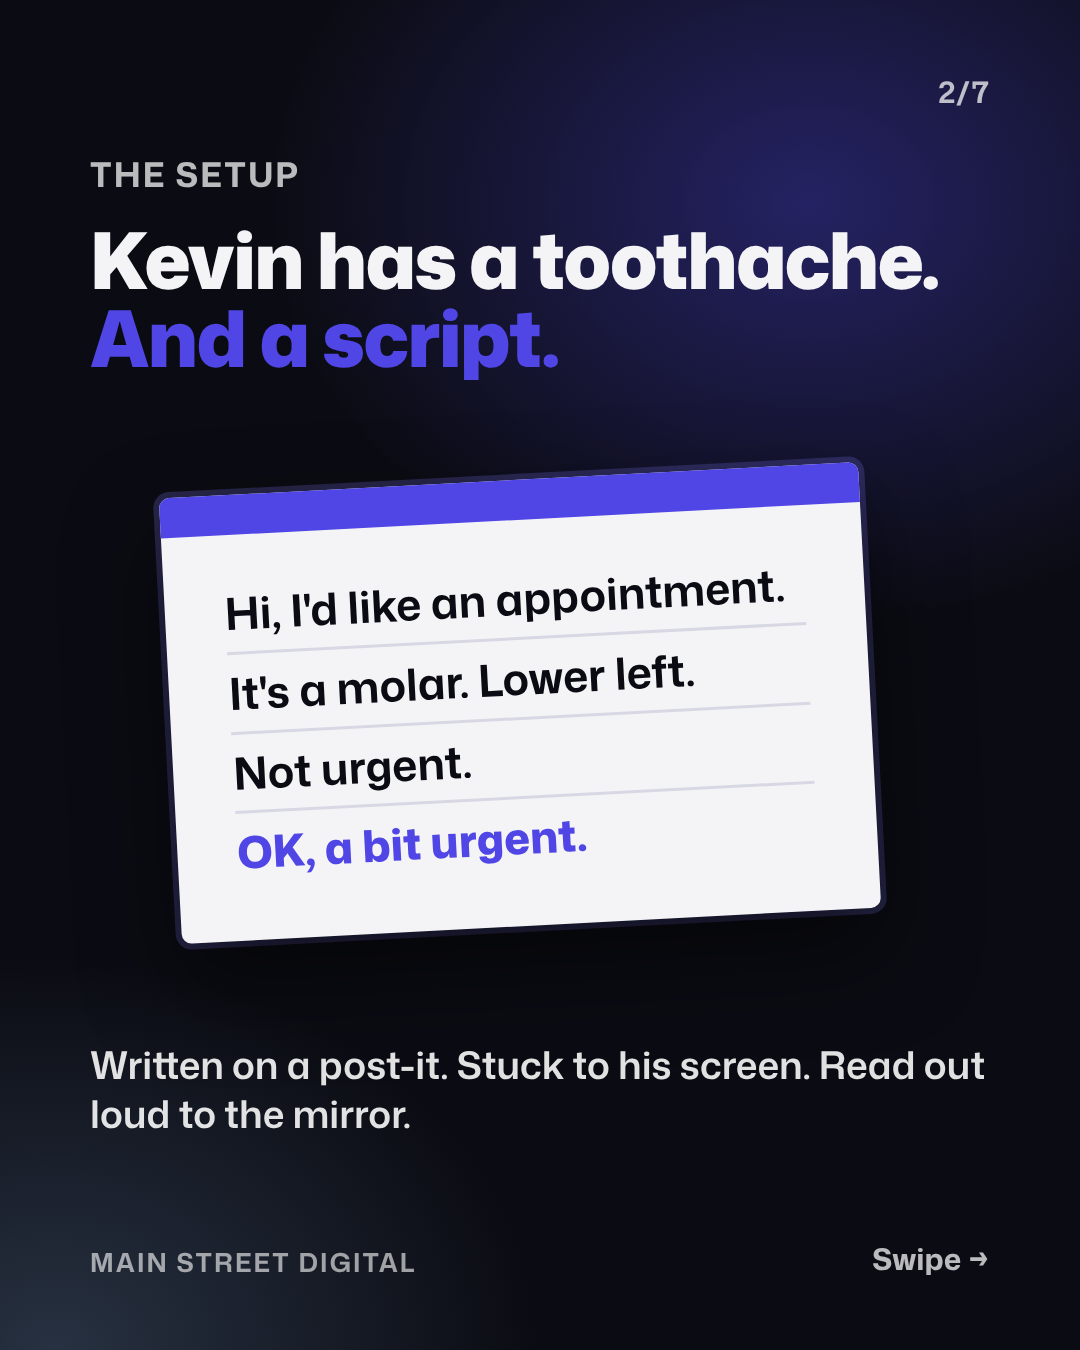 2/7
THE SETUP
Kevin has a toothache.
And a script.
Hi, I'd like an appointment.
It's a molar. Lower left.
Not urgent.
OK, a bit urgent.
Written on a post-it. Stuck to his screen. Read out
loud to the mirror.
MAIN STREET DIGITAL
Swipe →